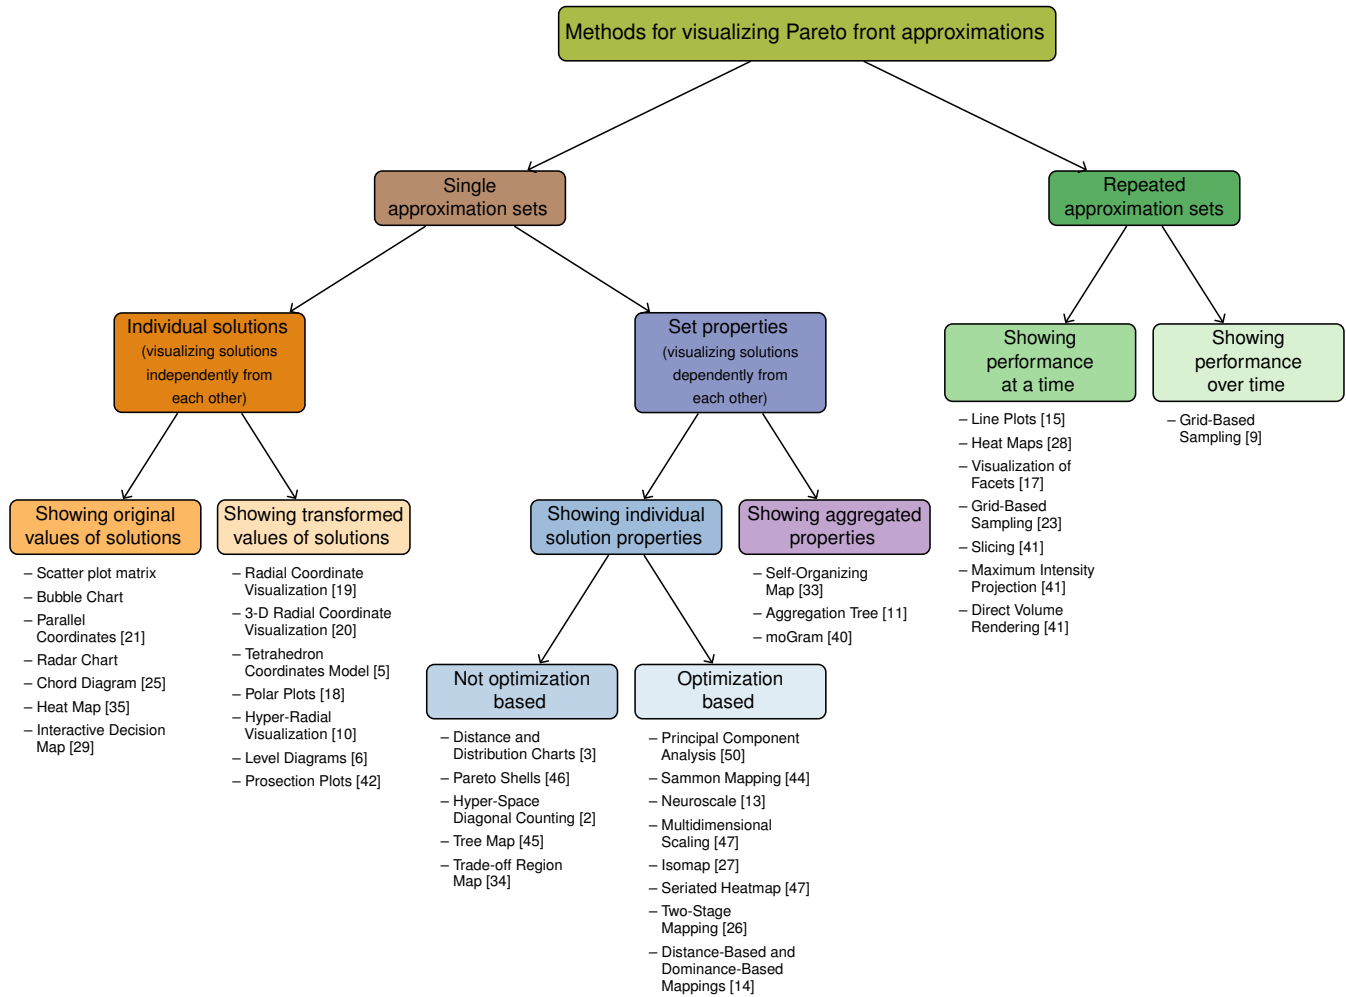 Methods for visualizing Pareto front approximations
Single
approximation sets
Repeated
approximation sets
Individual solutions
(visualizing solutions
independently from
each other)
Set properties
(visualizing solutions
dependently from
each other)
Showing
performance
at a time
Showing
performance
over time
– Line Plots [15]
– Heat Maps [28]
– Visualization of
Facets [17]
– Grid-Based
Sampling [23]
– Slicing [41]
– Maximum Intensity
Projection [41]
– Direct Volume
Rendering [41]
– Grid-Based
Sampling [9]
Showing original
values of solutions
Showing transformed
values of solutions
Showing individual
solution properties
Showing aggregated
properties
– Scatter plot matrix
– Bubble Chart
– Parallel
Coordinates [21]
– Radar Chart
– Chord Diagram [25]
– Heat Map [35]
– Interactive Decision
Map [29]
– Radial Coordinate
Visualization [19]
– 3-D Radial Coordinate
Visualization [20]
– Tetrahedron
Coordinates Model [5]
– Polar Plots [18]
– Hyper-Radial
Visualization [10]
– Level Diagrams [6]
– Prosection Plots [42]
– Self-Organizing
Map [33]
– Aggregation Tree [11]
– moGram [40]
Not optimization
based
Optimization
based
– Distance and
Distribution Charts [3]
– Pareto Shells [46]
– Hyper-Space
Diagonal Counting [2]
– Tree Map [45]
– Trade-off Region
Map [34]
– Principal Component
Analysis [50]
– Sammon Mapping [44]
– Neuroscale [13]
– Multidimensional
Scaling [47]
– Isomap [27]
– Seriated Heatmap [47]
– Two-Stage
Mapping [26]
– Distance-Based and
Dominance-Based
Mappings [14]